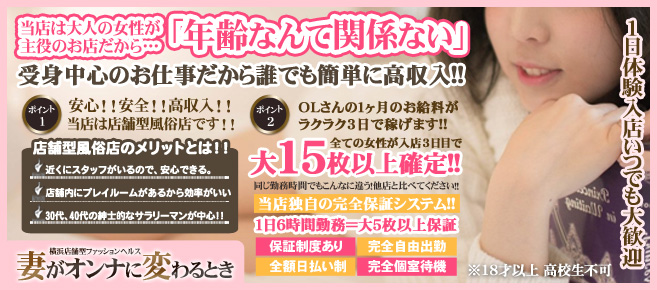 当店は大人の女性が
主役のお店だから…
「年齢なんて関係ない」
受身中心のお仕事だから誰でも簡単に高収入!!
ポイント
1
安心！！安全！！高収入！！
当店は店舗型風俗店です！！
店舗型風俗店のメリットとは！！
近くにスタッフがいるので、安心できる。
店舗内にプレイルームがあるから効率がいい
30代、40代の紳士的なサラリーマンが中心！！
横浜店舗型ファッションヘルス
妻がオンナに変わるとき
ポイント
2
OLさんの1ヶ月のお給料が
ラクラク3日で稼げます!!
全ての女性が入店3日目で
大15枚以上確定!!
同じ勤務時間でもこんなに違う！他店と比べてください!!
当店独自の完全保証システム!!
1日6時間勤務=大5枚以上保証
保証制度あり
完全自由出勤
全額日払い制
完全個室待機
1日体験入店いつでも大歓迎
※18才以上 高校生不可